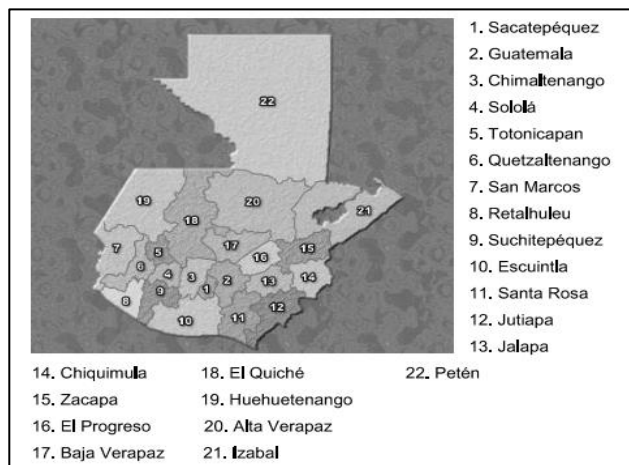 1. Sacatepéquez
2. Guatemala
3. Chimaltenango
4. Sololá
5. Totonicapan
6. Quetzaltenango
7. San Marcos
8. Retalhuleu
9. Suchitepéquez
10. Escuintla
11. Santa Rosa
12. Jutiapa
13. Jalapa
22
19
18
20
21
7
5
17
16
15
6
4
3
2
13
14
8
9
1
10
11
12
14. Chiquimula 18. El Quiché 22. Petén
15. Zacapa 19. Huehuetenango
16. El Progreso 20. Alta Verapaz
17. Baja Verapaz 21. Izabal